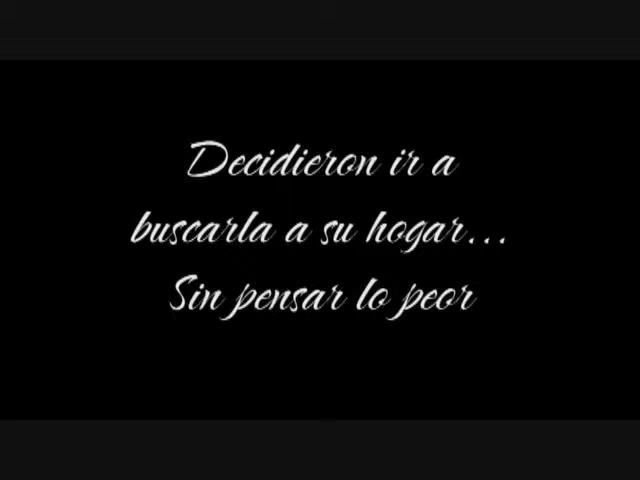 Decidieron ir a
buscarla a su hogar...
Sin pensar lo peor